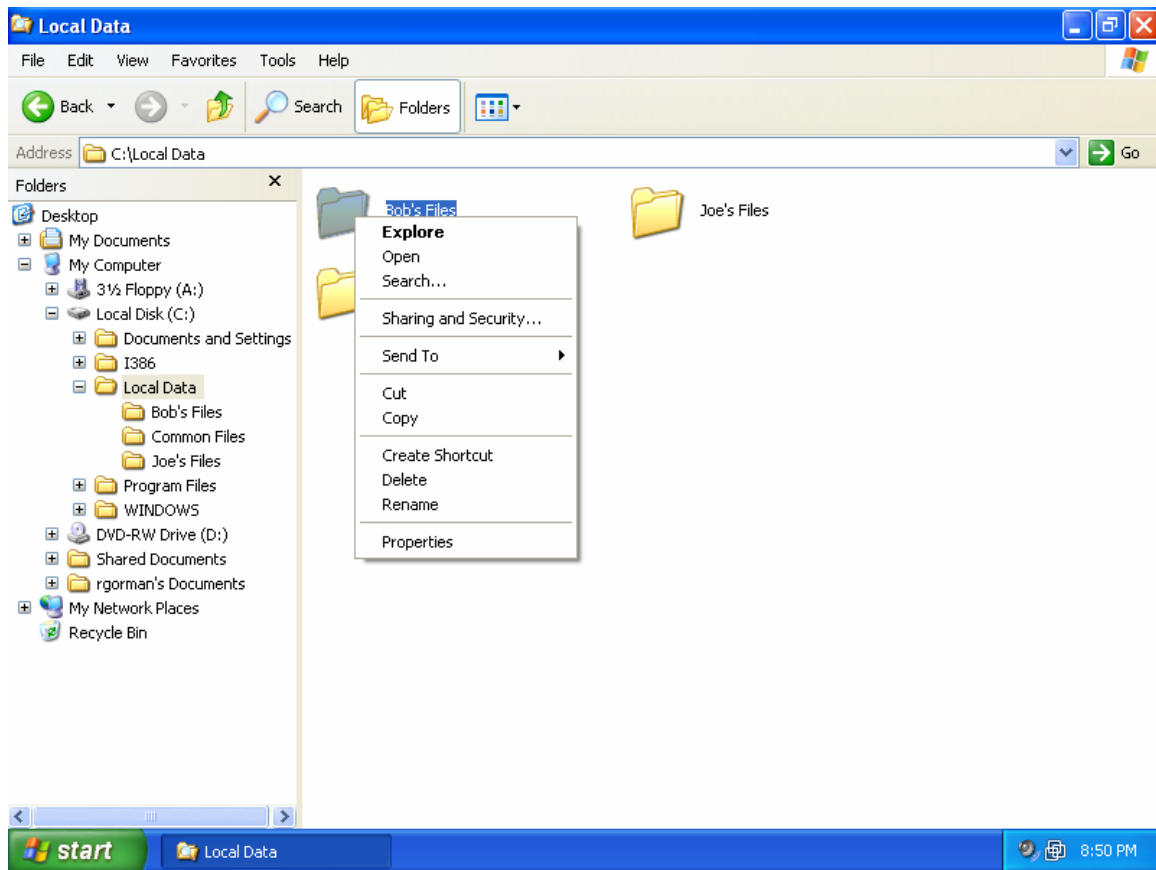 Local Data
File Edit View Favorites Tools Help
Back Search Folders
Address C:\Local Data Go
Folders
Desktop
My Documents
My Computer
3½ Floppy (A:)
Local Disk (C:)
Documents and Settings
I386
Local Data
Bob's Files
Common Files
Joe's Files
Program Files
WINDOWS
DVD-RW Drive (D:)
Shared Documents
rgorman's Documents
My Network Places
Recycle Bin
Bob's Files
Joe's Files
Explore
Open
Search...
Sharing and Security...
Send To
Cut
Copy
Create Shortcut
Delete
Rename
Properties
start Local Data 8:50 PM